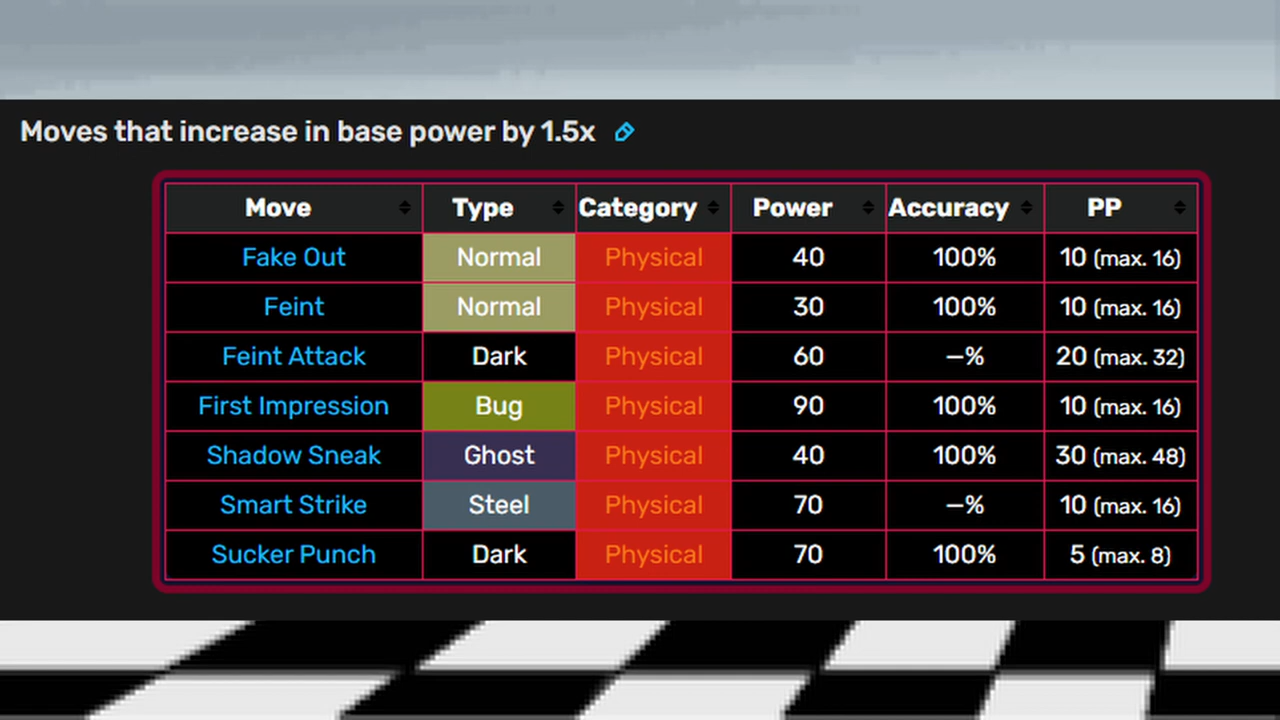 Moves that increase in base power by 1.5x
Move Type Category Power Accuracy PP
Fake Out Normal Physical 40 100% 10 (max. 16)
Feint Normal Physical 30 100% 10 (max. 16)
Feint Attack Dark Physical 60 —% 20 (max. 32)
First Impression Bug Physical 90 100% 10 (max. 16)
Shadow Sneak Ghost Physical 40 100% 30 (max. 48)
Smart Strike Steel Physical 70 —% 10 (max. 16)
Sucker Punch Dark Physical 70 100% 5 (max. 8)